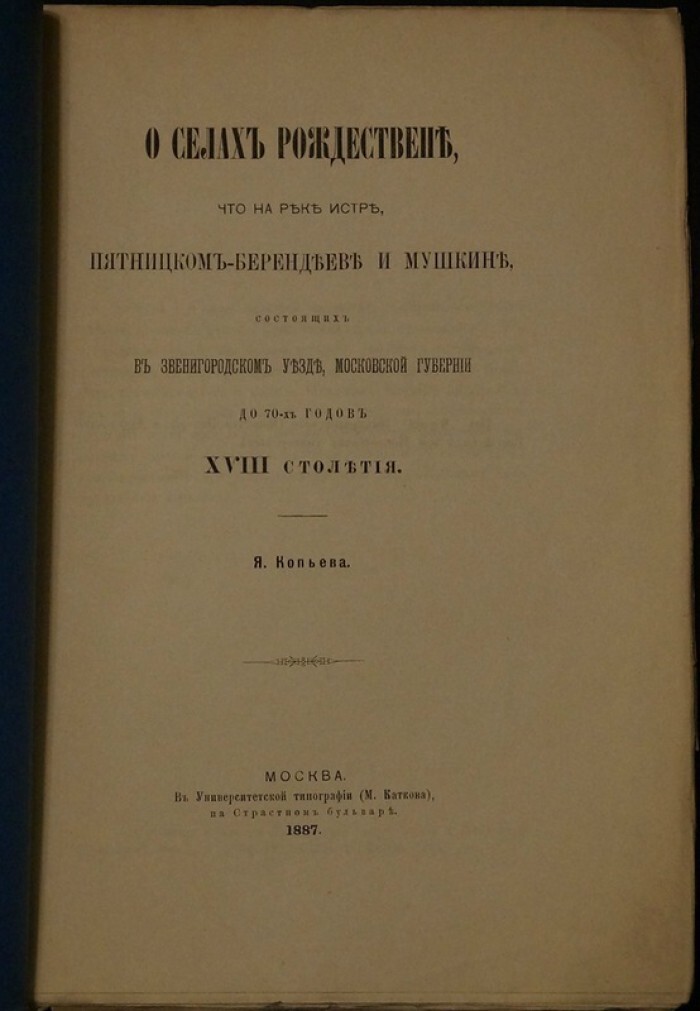 О СЕЛАХЪ РОЖДЕСТВЕНѢ,
ЧТО НА РѢКѢ ИСТРѢ,
ПЯТНИЦКОМЪ-БЕРЕНДѢЕВѢ И МУШКИНѢ,
состоящихъ
ВЪ ЗВЕНИГОРОДСКОМЪ УѢЗДѢ, МОСКОВСКОЙ ГУБЕРНІИ
ДО 70-хъ ГОДОВЪ
XVIII СТОЛѢТІЯ.
Я. Копьева.
МОСКВА.
Въ Университетской типографіи (М. Каткова),
на Страстномъ бульварѣ.
1887.